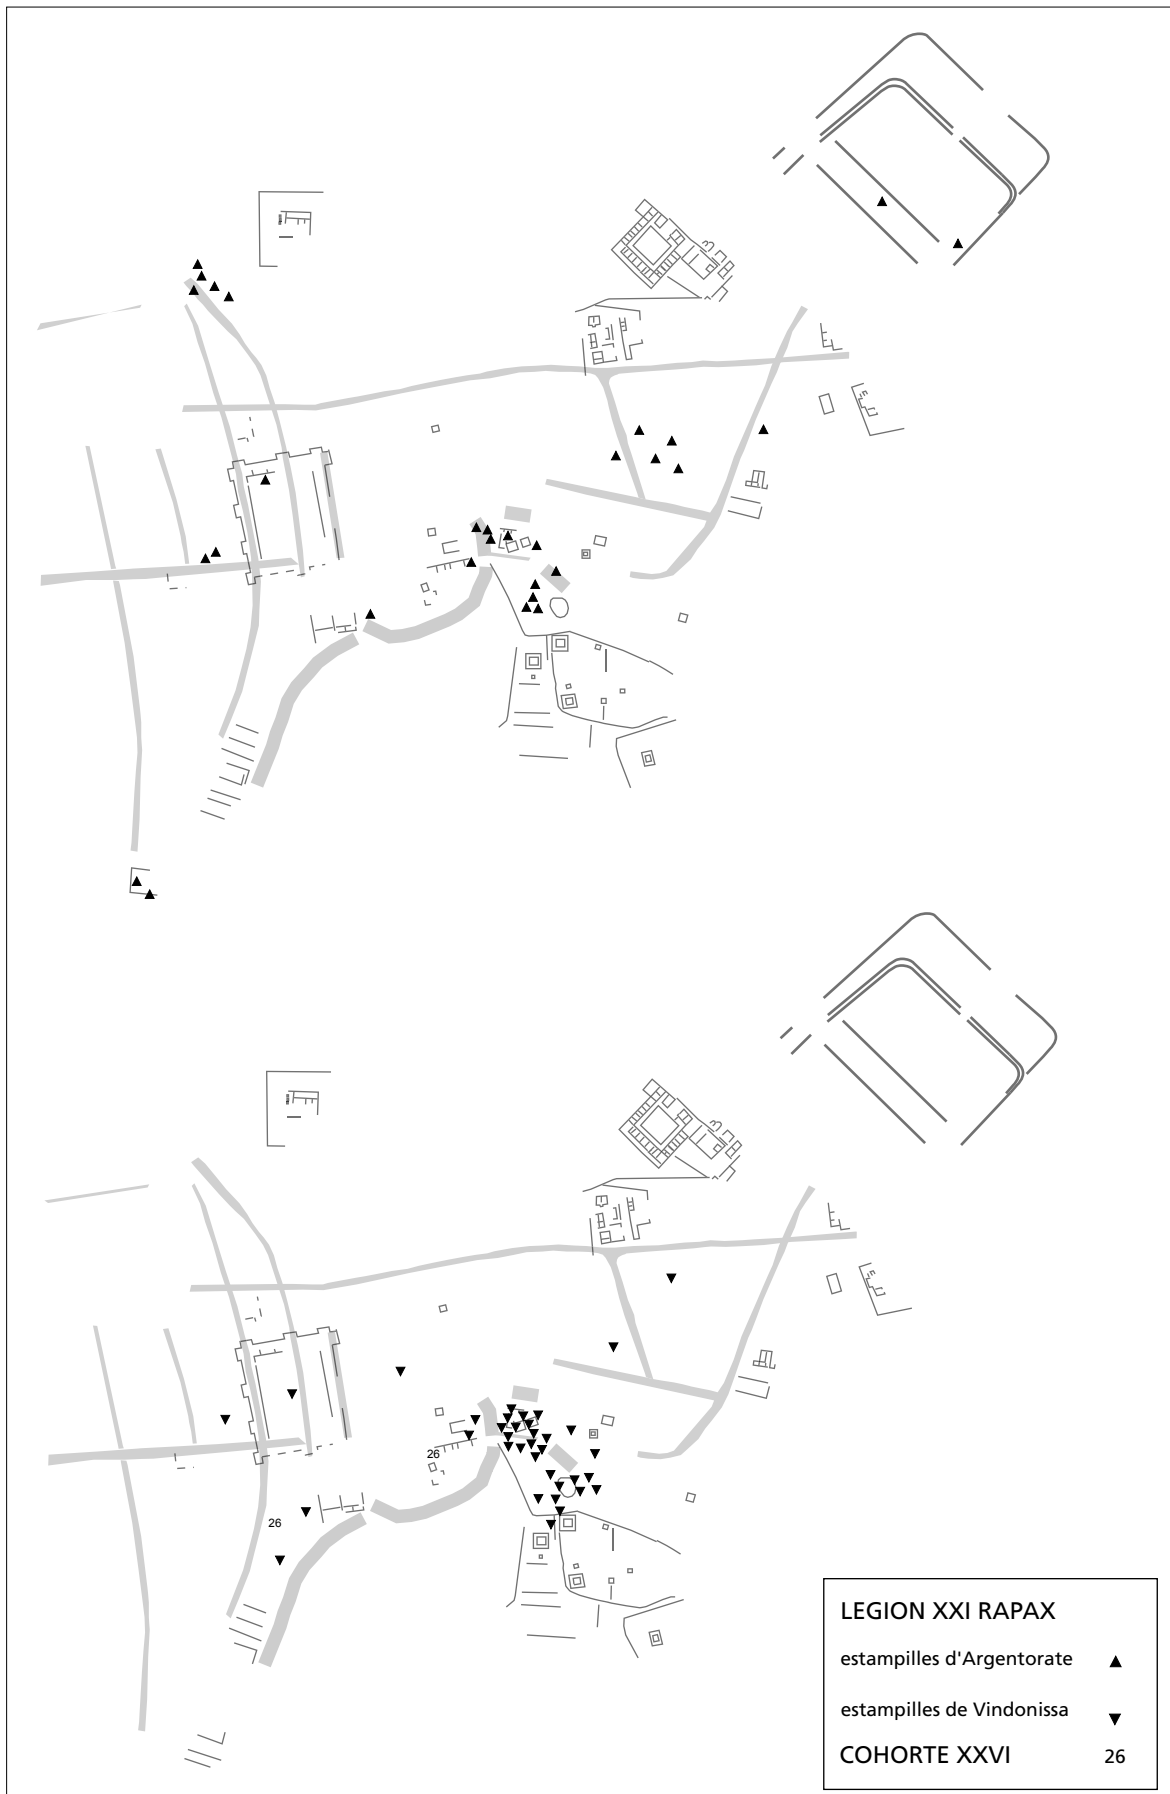 26
26
LEGION XXI RAPAX
estampilles d'Argentorate
estampilles de Vindonissa
COHORTE XXVI 26